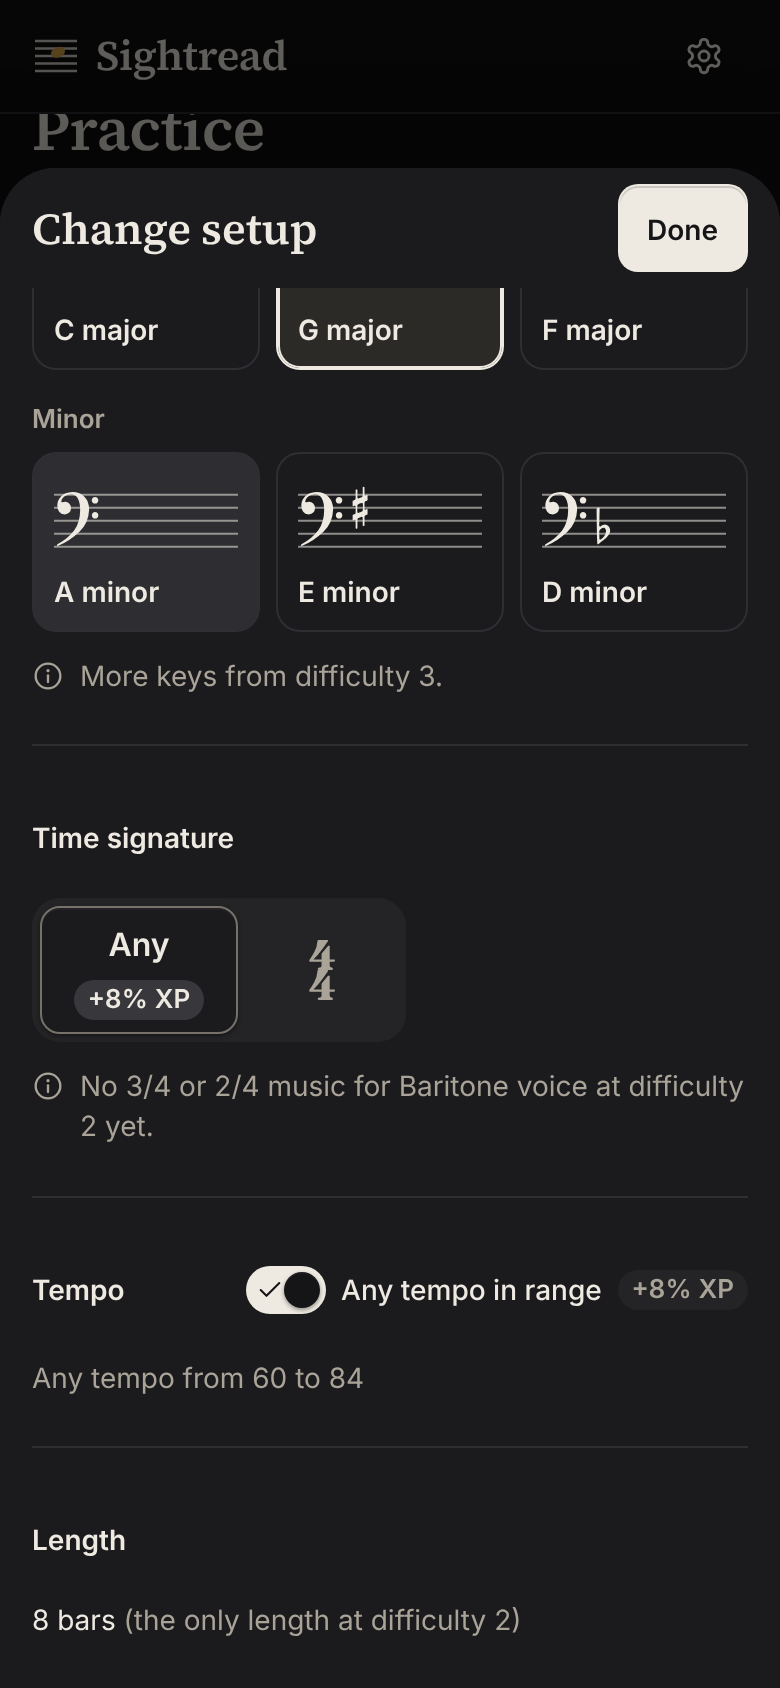 Sightread
Practice
Change setup
Done
C major
G major
F major
Minor
A minor
E minor
D minor
More keys from difficulty 3.
Time signature
Any
+8% XP
4
4
No 3/4 or 2/4 music for Baritone voice at difficulty
2 yet.
Tempo
Any tempo in range
+8% XP
Any tempo from 60 to 84
Length
8 bars (the only length at difficulty 2)